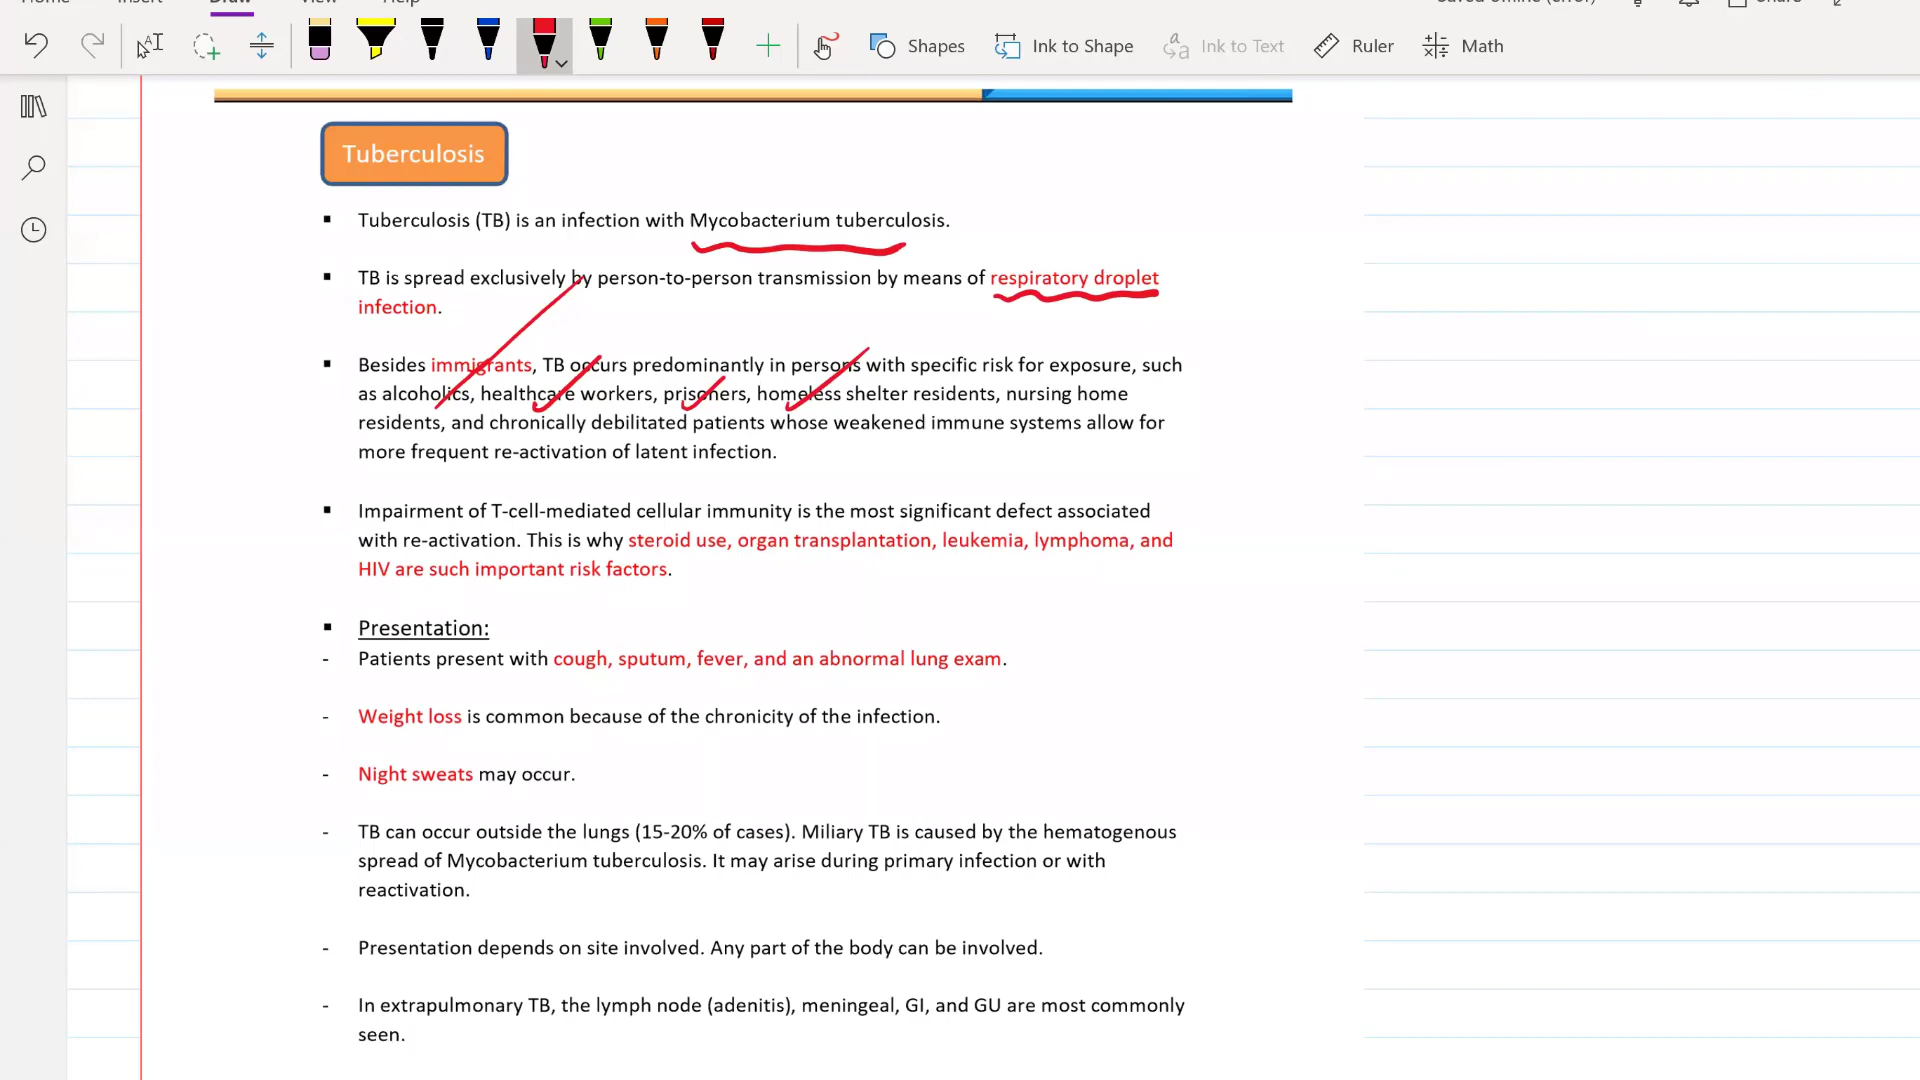 Home Insert Draw View Help Saved online (error) Share
Shapes Ink to Shape Ink to Text Ruler Math
Tuberculosis
▪ Tuberculosis (TB) is an infection with Mycobacterium tuberculosis.
▪ TB is spread exclusively by person-to-person transmission by means of respiratory droplet
infection.
▪ Besides immigrants, TB occurs predominantly in persons with specific risk for exposure, such
as alcoholics, healthcare workers, prisoners, homeless shelter residents, nursing home
residents, and chronically debilitated patients whose weakened immune systems allow for
more frequent re-activation of latent infection.
▪ Impairment of T-cell-mediated cellular immunity is the most significant defect associated
with re-activation. This is why steroid use, organ transplantation, leukemia, lymphoma, and
HIV are such important risk factors.
▪ Presentation:
- Patients present with cough, sputum, fever, and an abnormal lung exam.
- Weight loss is common because of the chronicity of the infection.
- Night sweats may occur.
- TB can occur outside the lungs (15-20% of cases). Miliary TB is caused by the hematogenous
spread of Mycobacterium tuberculosis. It may arise during primary infection or with
reactivation.
- Presentation depends on site involved. Any part of the body can be involved.
- In extrapulmonary TB, the lymph node (adenitis), meningeal, GI, and GU are most commonly
seen.